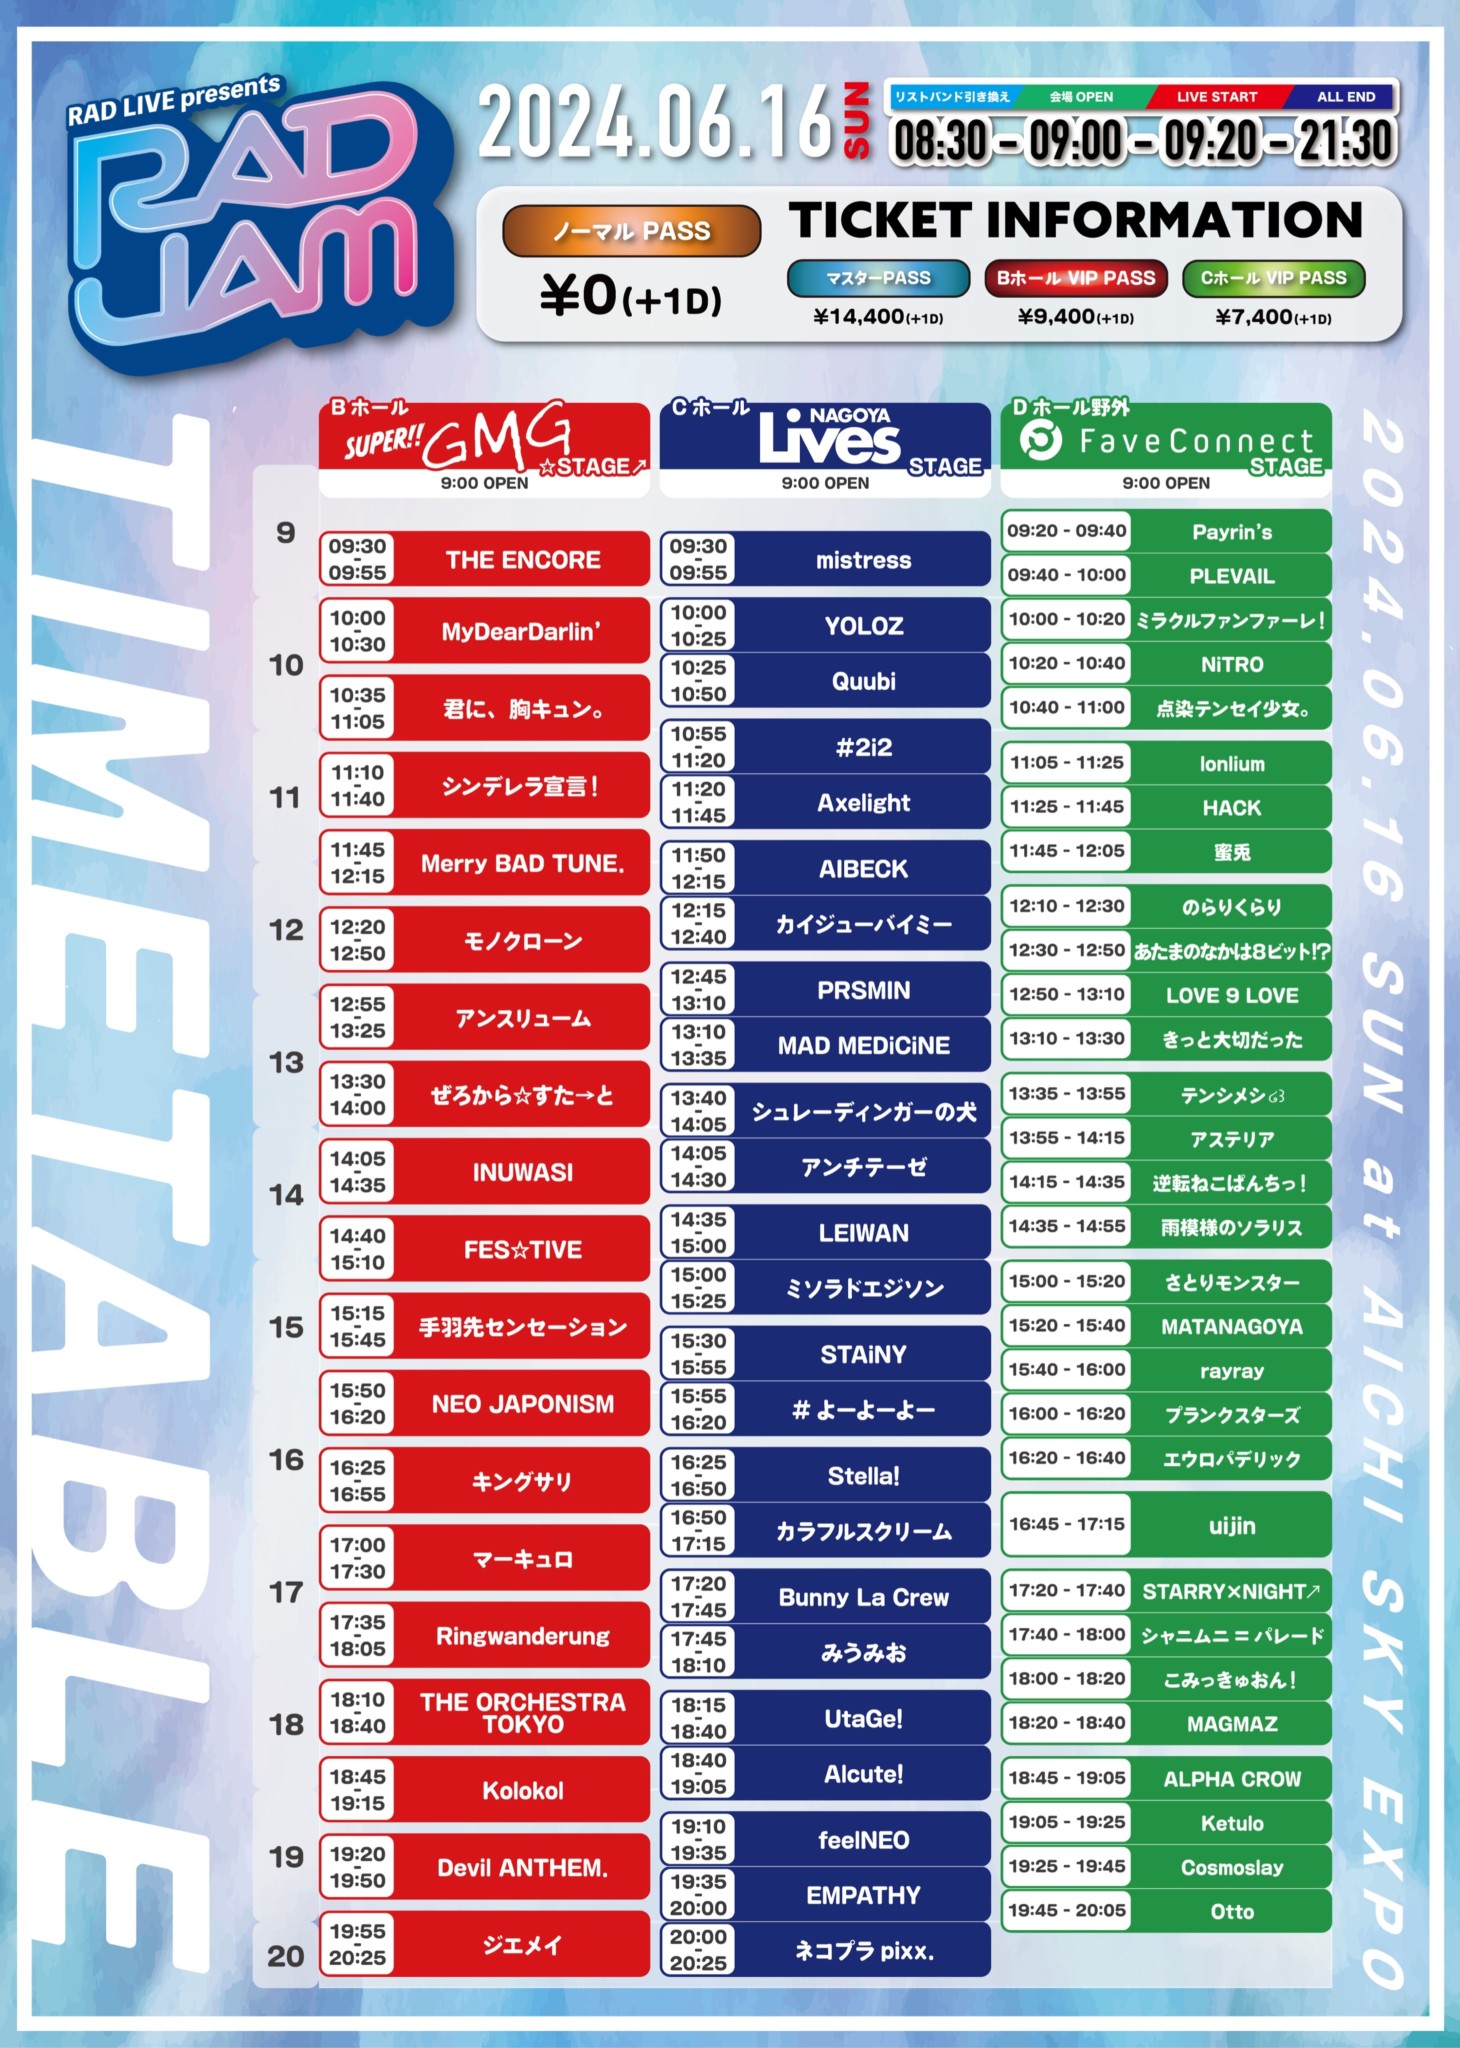 RAD LIVE presents
RAD
JAM
2024.06.16 SUN
リストバンド引き換え 会場 OPEN LIVE START ALL END
08:30 – 09:00 – 09:20 – 21:30
TICKET INFORMATION
ノーマル PASS
¥0(+1D)
マスターPASS
¥14,400(+1D)
Bホール VIP PASS
¥9,400(+1D)
Cホール VIP PASS
¥7,400(+1D)
TIMETABLE
2024.06.16 SUN at AICHI SKY EXPO
9
10
11
12
13
14
15
16
17
18
19
20
Bホール
SUPER!! GMG
☆STAGE↗
9:00 OPEN
09:30 - 09:55 THE ENCORE
10:00 - 10:30 MyDearDarlin'
10:35 - 11:05 君に、胸キュン。
11:10 - 11:40 シンデレラ宣言!
11:45 - 12:15 Merry BAD TUNE.
12:20 - 12:50 モノクローン
12:55 - 13:25 アンスリューム
13:30 - 14:00 ぜろから☆すた→と
14:05 - 14:35 INUWASI
14:40 - 15:10 FES☆TIVE
15:15 - 15:45 手羽先センセーション
15:50 - 16:20 NEO JAPONISM
16:25 - 16:55 キングサリ
17:00 - 17:30 マーキュロ
17:35 - 18:05 Ringwanderung
18:10 - 18:40 THE ORCHESTRA
TOKYO
18:45 - 19:15 Kolokol
19:20 - 19:50 Devil ANTHEM.
19:55 - 20:25 ジエメイ
Cホール
NAGOYA
Lives
STAGE
9:00 OPEN
09:30 - 09:55 mistress
10:00 - 10:25 YOLOZ
10:25 - 10:50 Quubi
10:55 - 11:20 #2i2
11:20 - 11:45 Axelight
11:50 - 12:15 AIBECK
12:15 - 12:40 カイジューバイミー
12:45 - 13:10 PRSMIN
13:10 - 13:35 MAD MEDiCiNE
13:40 - 14:05 シュレーディンガーの犬
14:05 - 14:30 アンチテーゼ
14:35 - 15:00 LEIWAN
15:00 - 15:25 ミソラドエジソン
15:30 - 15:55 STAiNY
15:55 - 16:20 # よーよーよー
16:25 - 16:50 Stella!
16:50 - 17:15 カラフルスクリーム
17:20 - 17:45 Bunny La Crew
17:45 - 18:10 みうみお
18:15 - 18:40 UtaGe!
18:40 - 19:05 Alcute!
19:10 - 19:35 feelNEO
19:35 - 20:00 EMPATHY
20:00 - 20:25 ネコプラ pixx.
Dホール野外
FaveConnect
STAGE
9:00 OPEN
09:20 - 09:40 Payrin's
09:40 - 10:00 PLEVAIL
10:00 - 10:20 ミラクルファンファーレ!
10:20 - 10:40 NiTRO
10:40 - 11:00 点染テンセイ少女。
11:05 - 11:25 lonlium
11:25 - 11:45 HACK
11:45 - 12:05 蜜兎
12:10 - 12:30 のらりくらり
12:30 - 12:50 あたまのなかは8ビット!?
12:50 - 13:10 LOVE 9 LOVE
13:10 - 13:30 きっと大切だった
13:35 - 13:55 テンシメシ໒꒱
13:55 - 14:15 アステリア
14:15 - 14:35 逆転ねこぱんちっ!
14:35 - 14:55 雨模様のソラリス
15:00 - 15:20 さとりモンスター
15:20 - 15:40 MATANAGOYA
15:40 - 16:00 rayray
16:00 - 16:20 プランクスターズ
16:20 - 16:40 エウロパデリック
16:45 - 17:15 uijin
17:20 - 17:40 STARRY×NIGHT↗
17:40 - 18:00 シャニムニ=パレード
18:00 - 18:20 こみっきゅおん!
18:20 - 18:40 MAGMAZ
18:45 - 19:05 ALPHA CROW
19:05 - 19:25 Ketulo
19:25 - 19:45 Cosmoslay
19:45 - 20:05 Otto